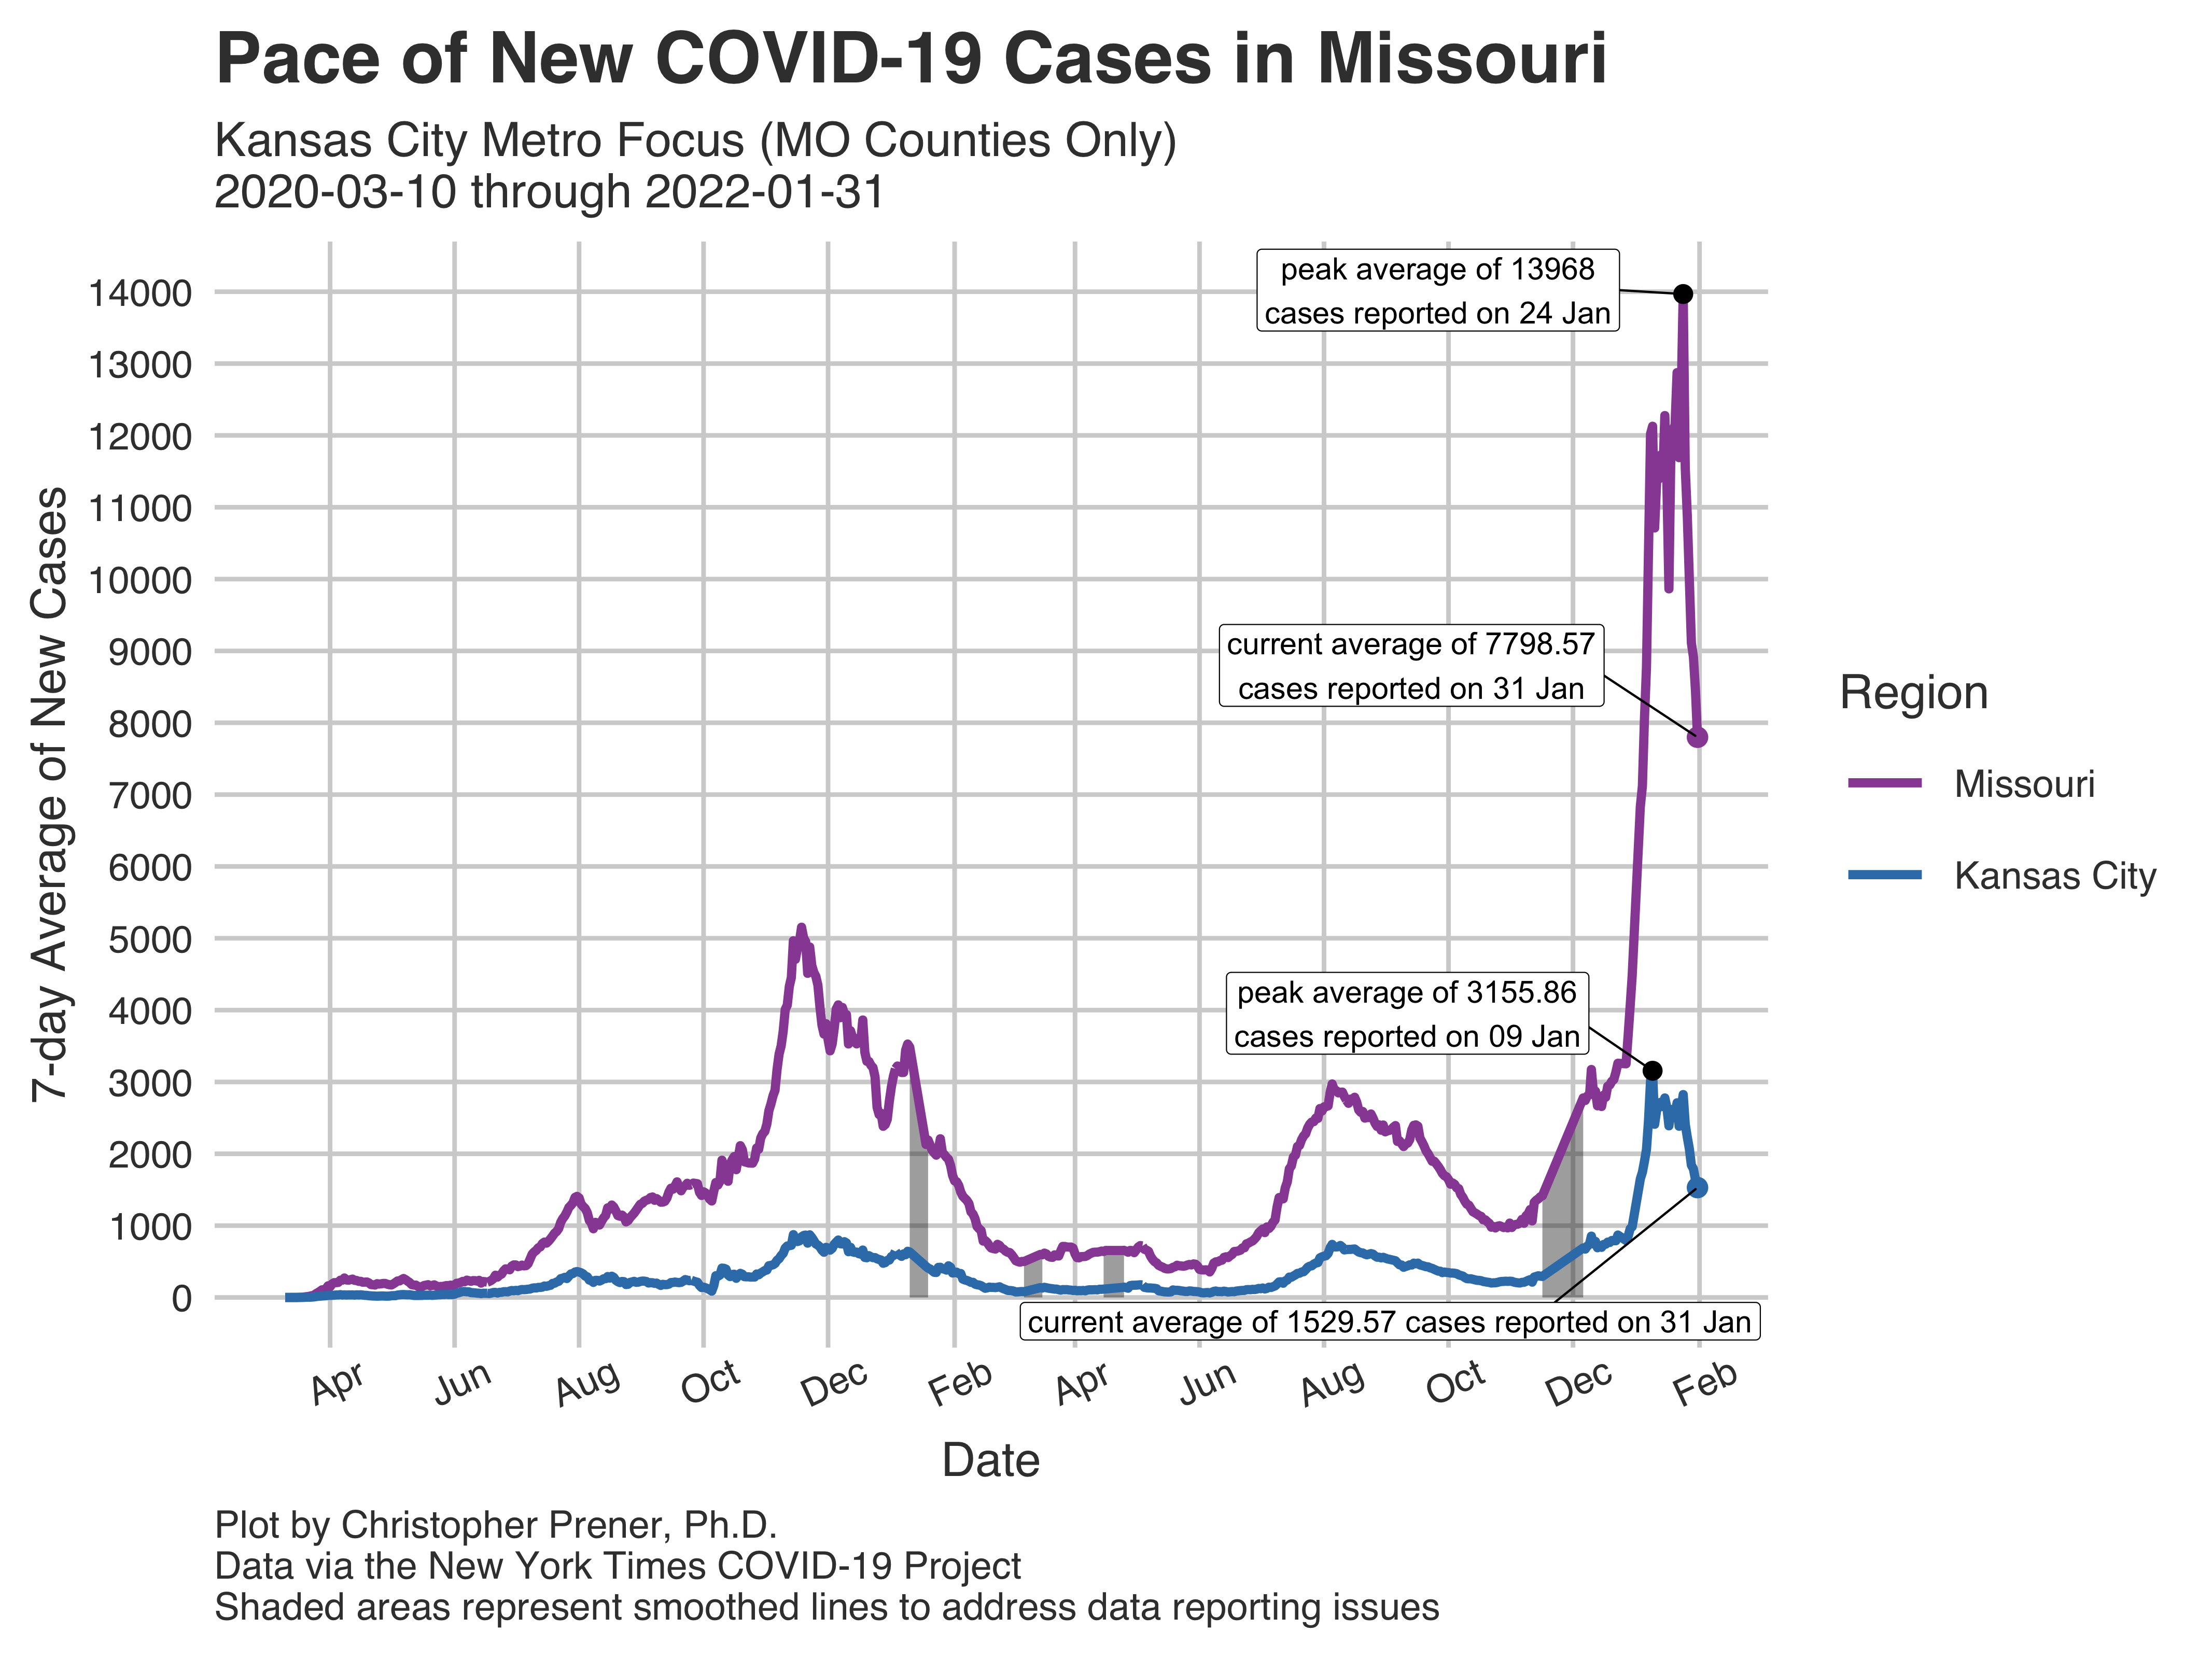 Pace of New COVID-19 Cases in Missouri
Kansas City Metro Focus (MO Counties Only)
2020-03-10 through 2022-01-31
7-day Average of New Cases
14000
13000
12000
11000
10000
9000
8000
7000
6000
5000
4000
3000
2000
1000
0
peak average of 13968
cases reported on 24 Jan
current average of 7798.57
cases reported on 31 Jan
peak average of 3155.86
cases reported on 09 Jan
current average of 1529.57 cases reported on 31 Jan
Region
Missouri
Kansas City
Apr
Jun
Aug
Oct
Dec
Feb
Apr
Jun
Aug
Oct
Dec
Feb
Date
Plot by Christopher Prener, Ph.D.
Data via the New York Times COVID-19 Project
Shaded areas represent smoothed lines to address data reporting issues